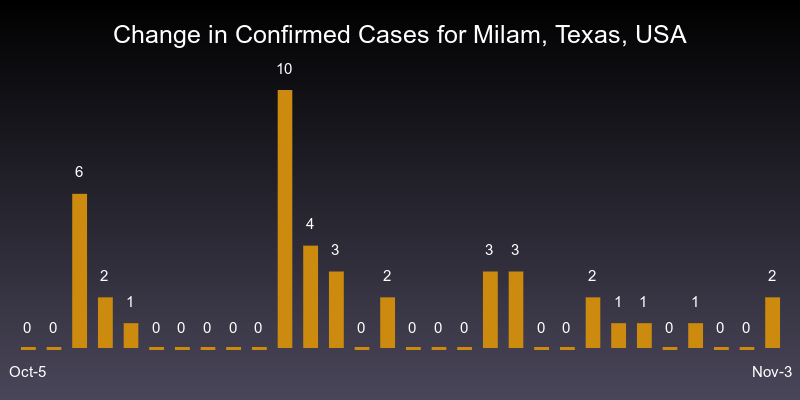 Change in Confirmed Cases for Milam, Texas, USA
0 0 6 2 1 0 0 0 0 0 10 4 3 0 2 0 0 0 3 3 0 0 2 1 1 0 1 0 0 2
Oct-5 Nov-3